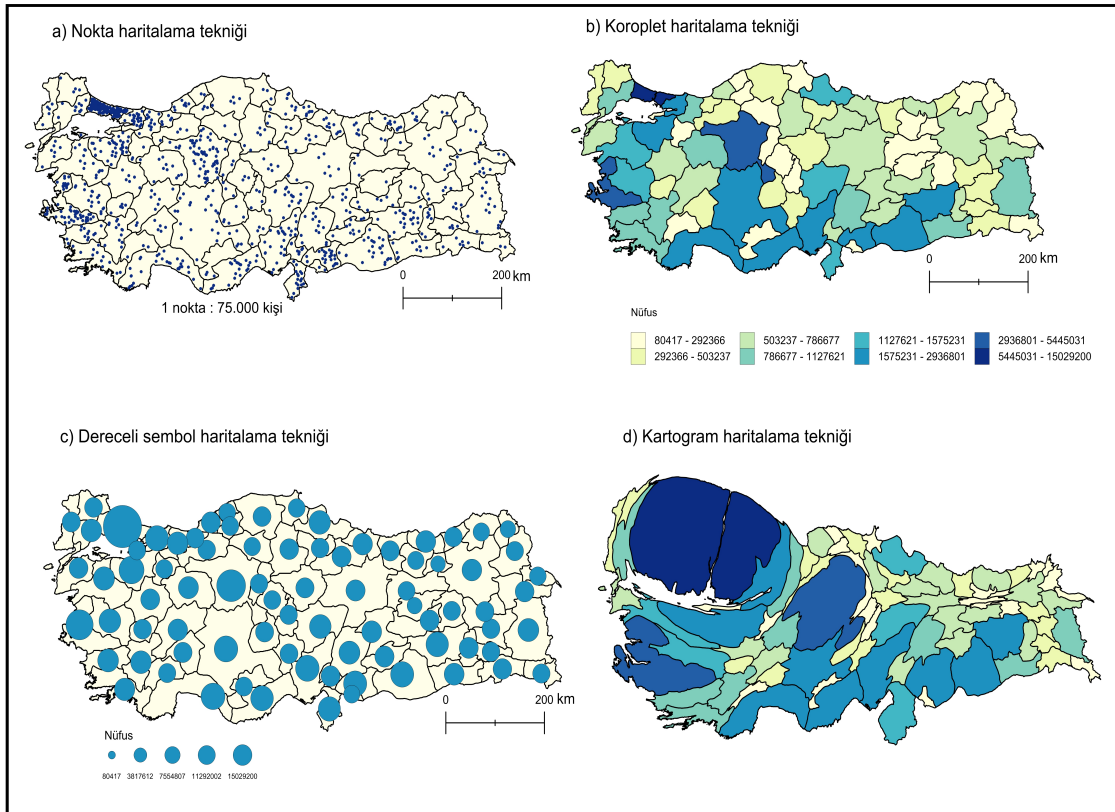 a) Nokta haritalama tekniği
0
200 km
1 nokta : 75.000 kişi
b) Koroplet haritalama tekniği
0
200
km
Nüfus
80417 - 292366
503237 - 786677
1127621 - 1575231
2936801 - 5445031
292366 - 503237
786677 - 1127621
1575231 - 2936801
5445031 - 15029200
c) Dereceli sembol haritalama tekniği
km
0
200
Nüfus
80417
3817612
7554807
11292002
15029200
d) Kartogram haritalama tekniği